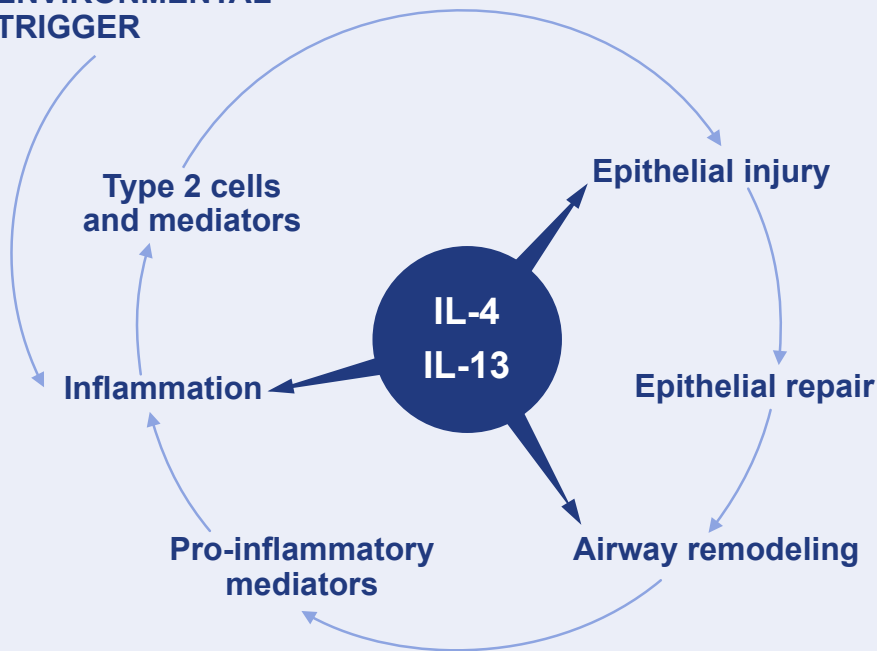 ENVIRONMENTAL
TRIGGER
Type 2 cells
and mediators
Epithelial injury
IL-4
IL-13
Inflammation
Epithelial repair
Pro-inflammatory
mediators
Airway remodeling